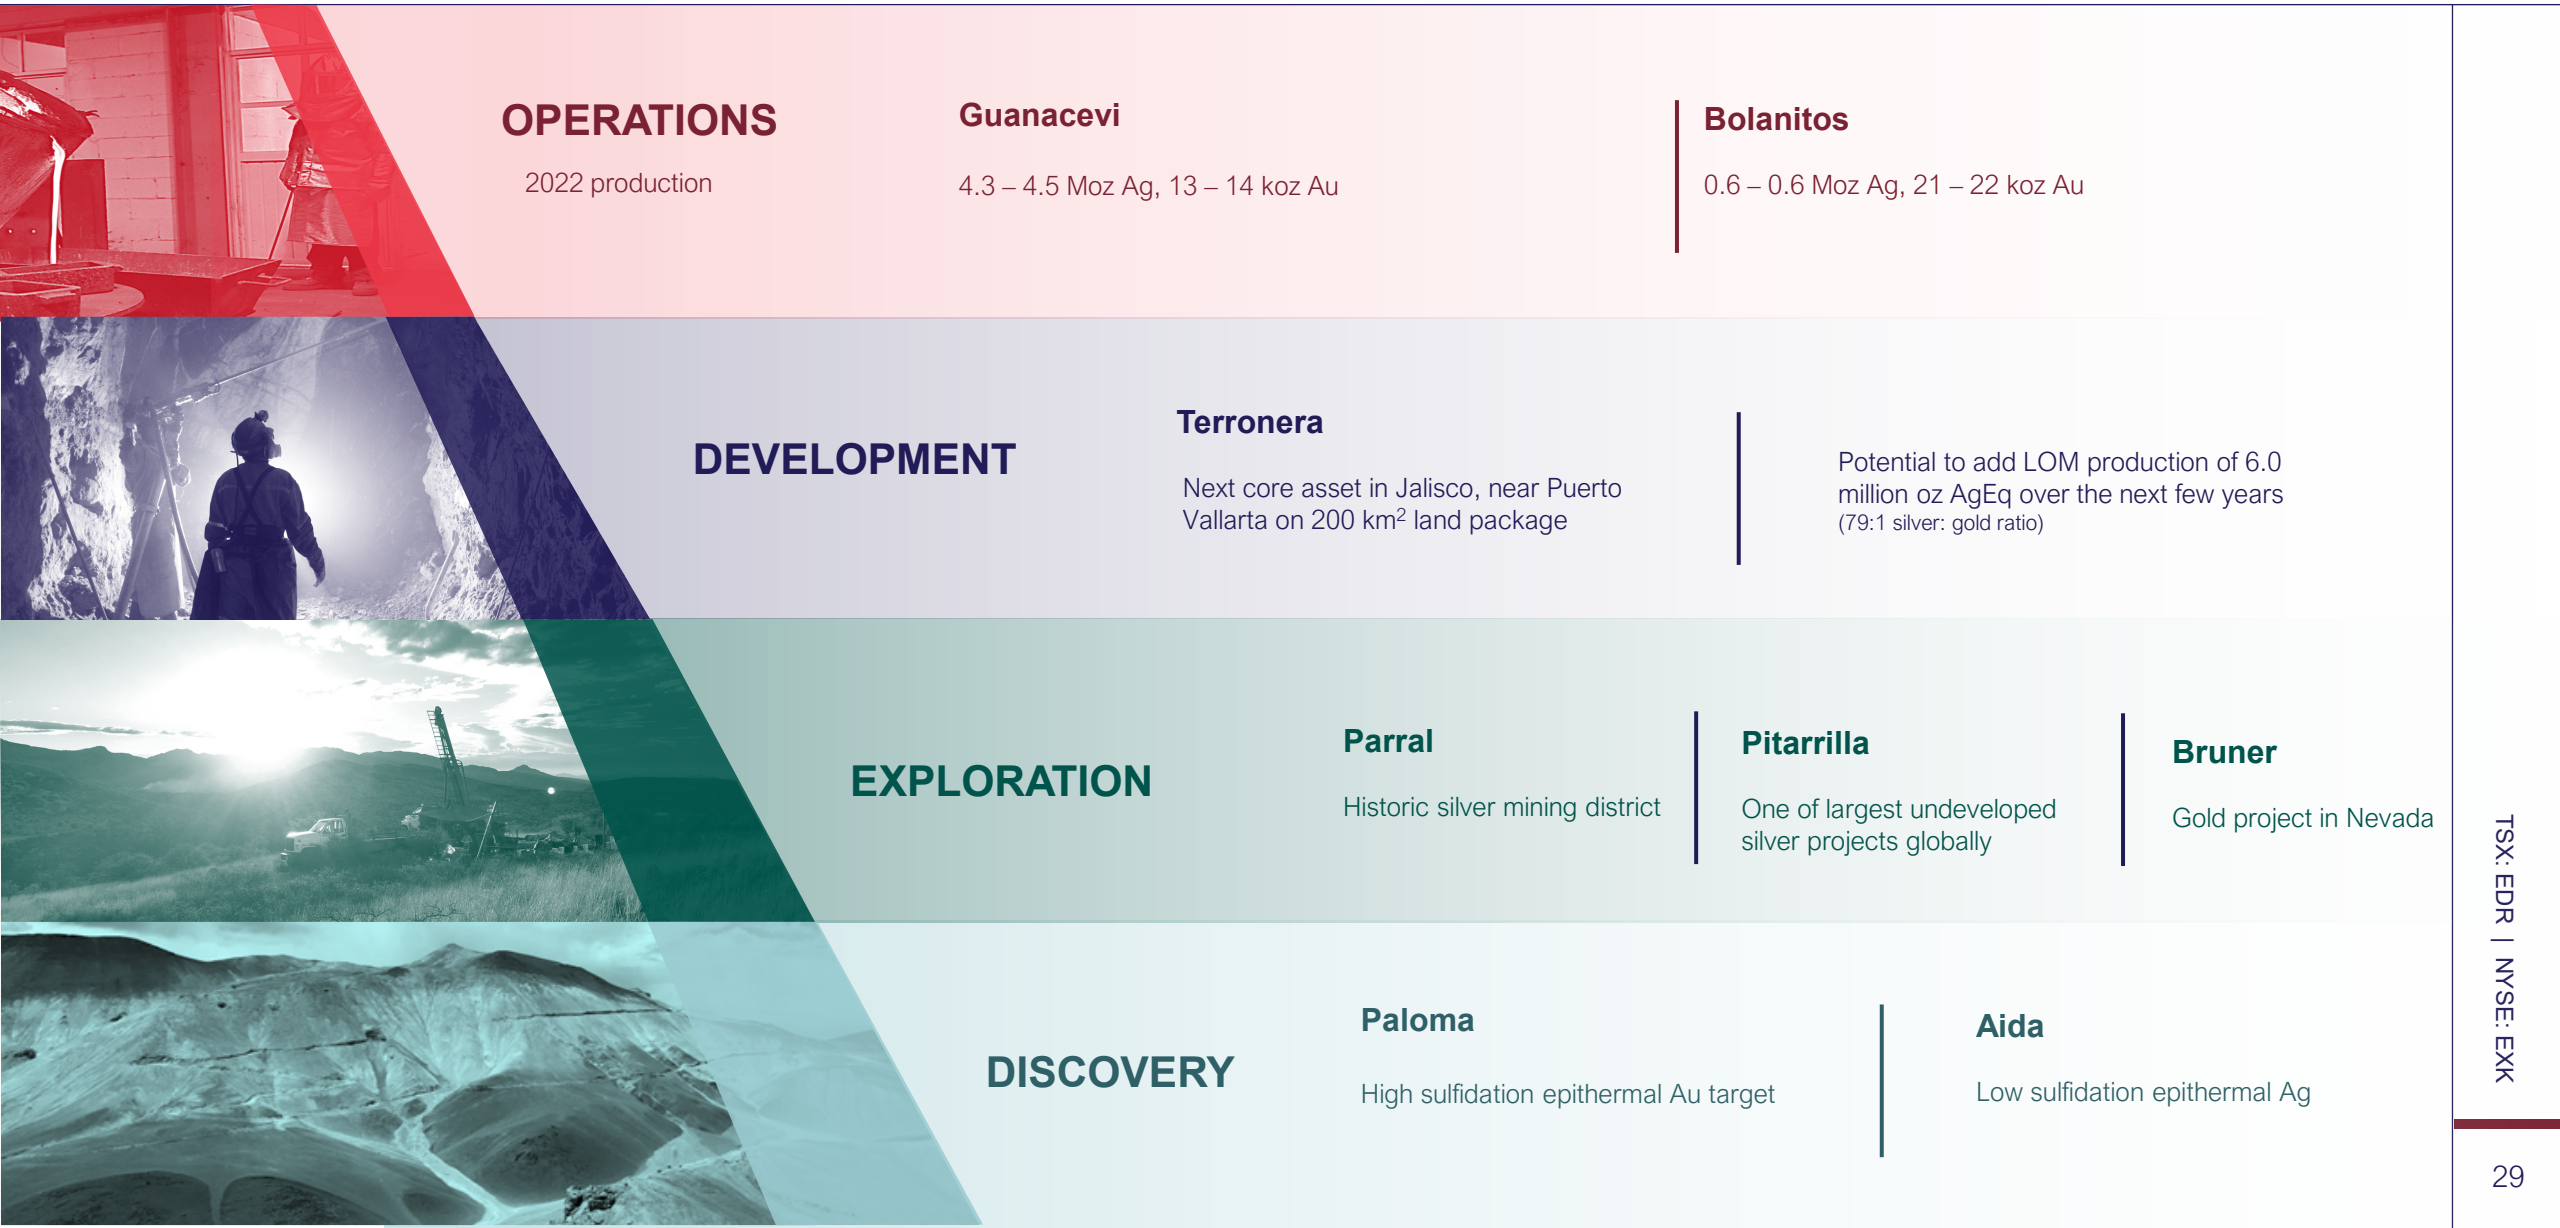 OPERATIONS
2022 production
Guanacevi
4.3 – 4.5 Moz Ag, 13 – 14 koz Au
Bolanitos
0.6 – 0.6 Moz Ag, 21 – 22 koz Au
DEVELOPMENT
Terronera
Next core asset in Jalisco, near Puerto
Vallarta on 200 km² land package
Potential to add LOM production of 6.0
million oz AgEq over the next few years
(79:1 silver: gold ratio)
EXPLORATION
Parral
Historic silver mining district
Pitarrilla
One of largest undeveloped
silver projects globally
Bruner
Gold project in Nevada
DISCOVERY
Paloma
High sulfidation epithermal Au target
Aida
Low sulfidation epithermal Ag
TSX: EDR | NYSE: EXK
29